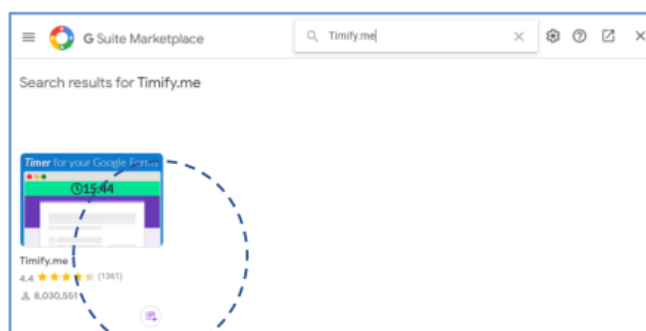 G Suite Marketplace
Timify.me
Search results for Timify.me
Timer for your Google Forms
15:44
Timify.me
4.4 (1361)
8,030,551